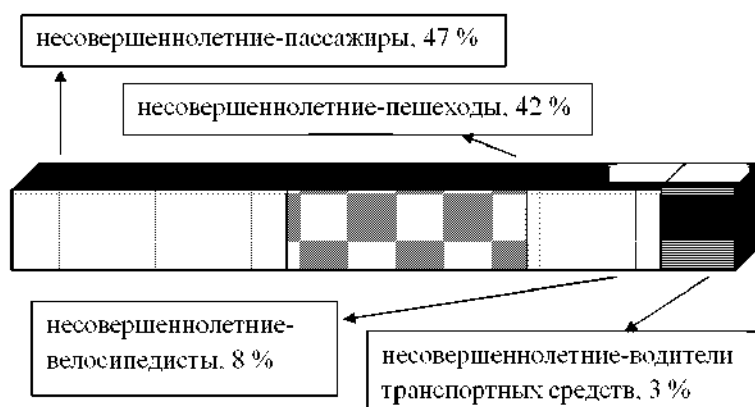 несовершеннолетние-пассажиры, 47 %
несовершеннолетние-пешеходы, 42 %
несовершеннолетние-
велосипедисты, 8 %
несовершеннолетние-водители
транспортных средств, 3 %